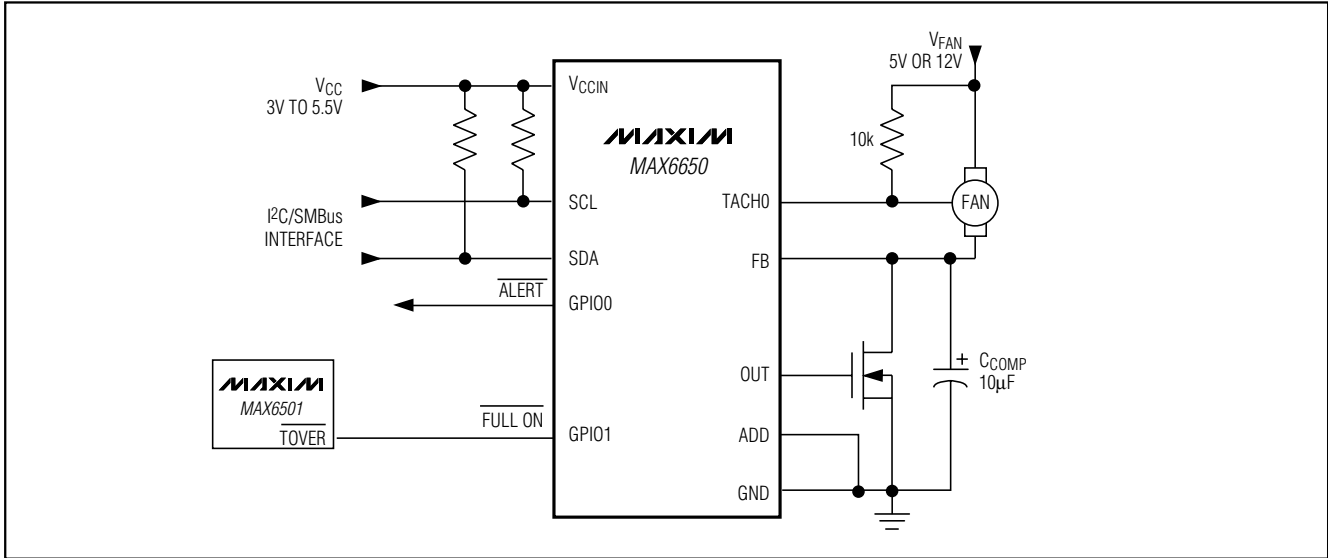 VCC
3V TO 5.5V
I2C/SMBus
INTERFACE
ALERT
MAXIM
MAX6501
TOVER
FULL ON
VCCIN
MAXIM
MAX6650
SCL
SDA
GPIO0
GPIO1
TACH0
FB
OUT
ADD
GND
VFAN
5V OR 12V
10k
FAN
+
CCOMP
10μF